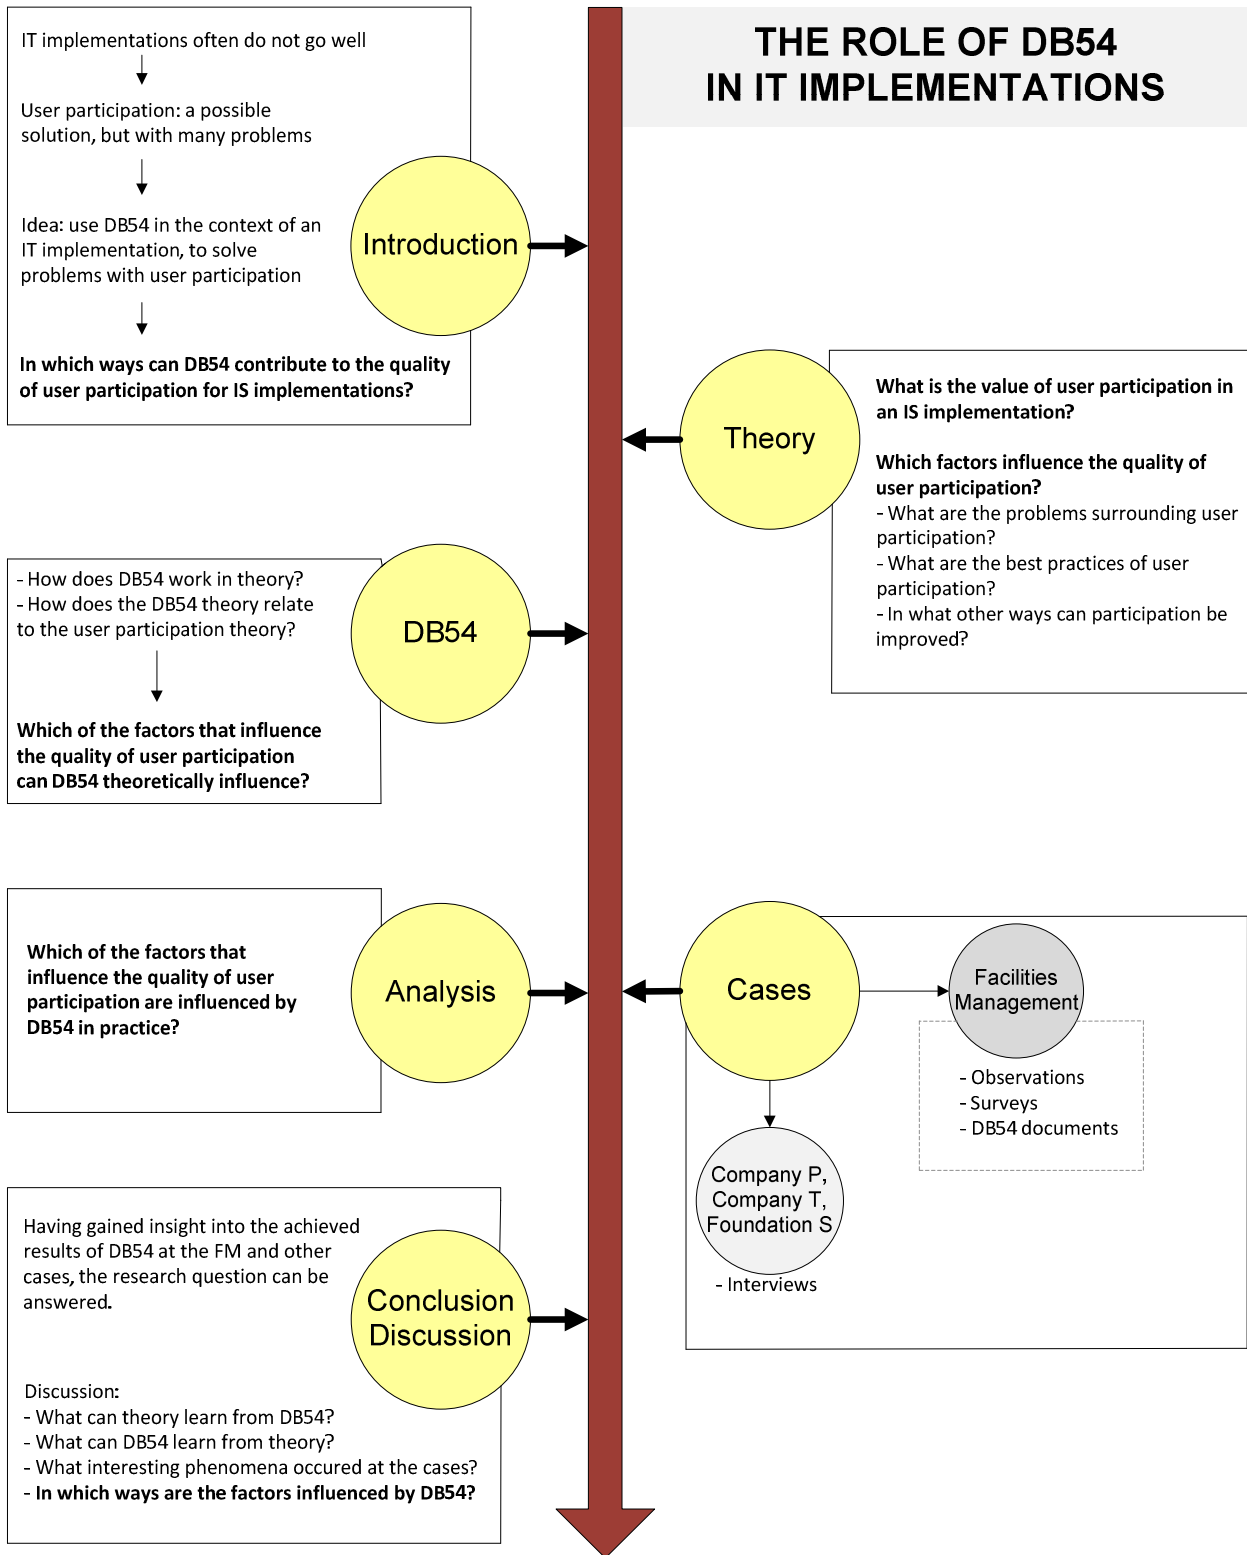 THE ROLE OF DB54
IN IT IMPLEMENTATIONS
IT implementations often do not go well
User participation: a possible
solution, but with many problems
Idea: use DB54 in the context of an
IT implementation, to solve
problems with user participation
In which ways can DB54 contribute to the quality
of user participation for IS implementations?
Introduction
Theory
What is the value of user participation in
an IS implementation?
Which factors influence the quality of
user participation?
- What are the problems surrounding user
participation?
- What are the best practices of user
participation?
- In what other ways can participation be
improved?
- How does DB54 work in theory?
- How does the DB54 theory relate
to the user participation theory?
Which of the factors that influence
the quality of user participation
can DB54 theoretically influence?
DB54
Which of the factors that
influence the quality of user
participation are influenced by
DB54 in practice?
Analysis
Cases
Facilities
Management
- Observations
- Surveys
- DB54 documents
Company P,
Company T,
Foundation S
- Interviews
Having gained insight into the achieved
results of DB54 at the FM and other
cases, the research question can be
answered.
Conclusion
Discussion
Discussion:
- What can theory learn from DB54?
- What can DB54 learn from theory?
- What interesting phenomena occured at the cases?
- In which ways are the factors influenced by DB54?